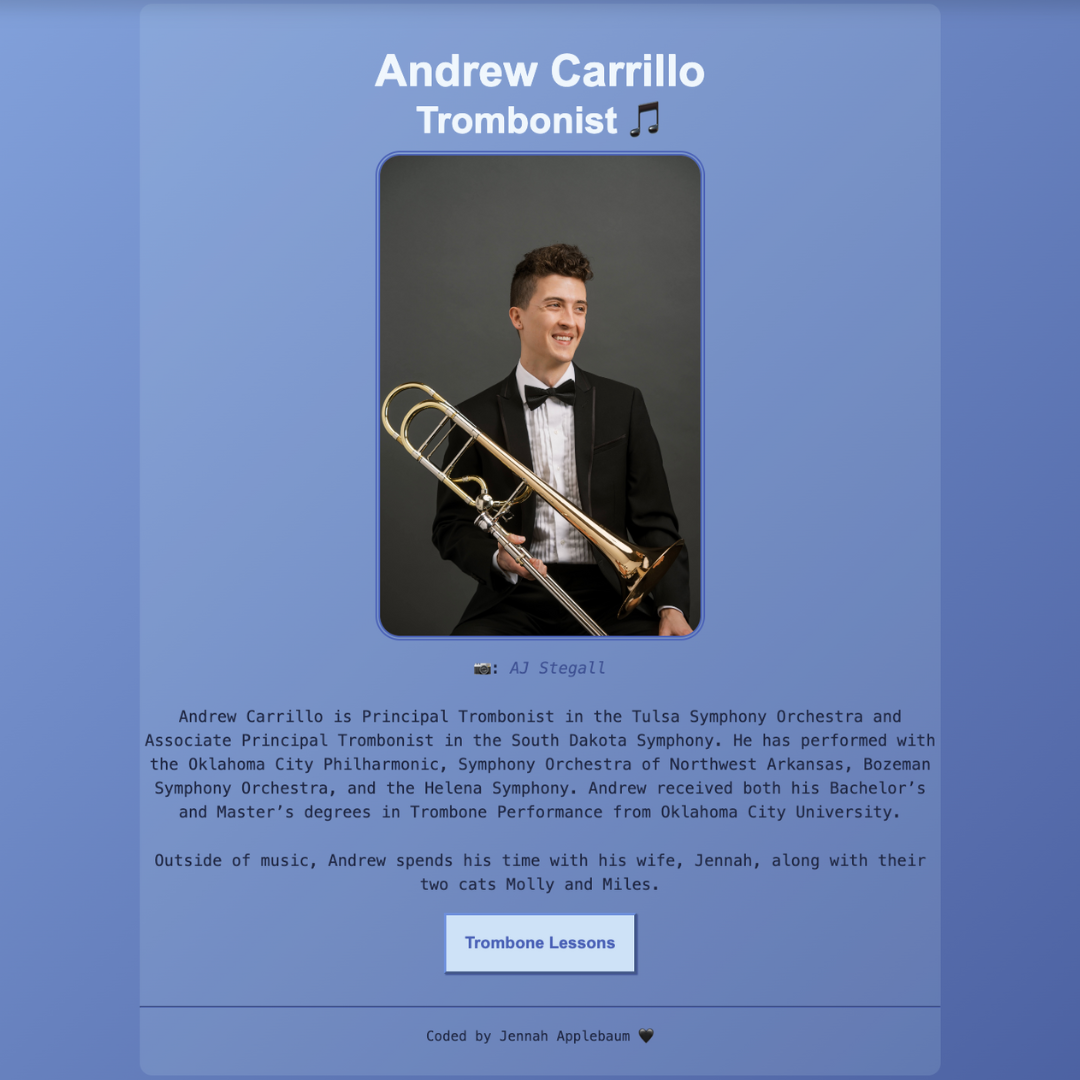 Andrew Carrillo
Trombonist 🎵
📷: AJ Stegall
Andrew Carrillo is Principal Trombonist in the Tulsa Symphony Orchestra and
Associate Principal Trombonist in the South Dakota Symphony. He has performed with
the Oklahoma City Philharmonic, Symphony Orchestra of Northwest Arkansas, Bozeman
Symphony Orchestra, and the Helena Symphony. Andrew received both his Bachelor’s
and Master’s degrees in Trombone Performance from Oklahoma City University.
Outside of music, Andrew spends his time with his wife, Jennah, along with their
two cats Molly and Miles.
Trombone Lessons
Coded by Jennah Applebaum 🖤